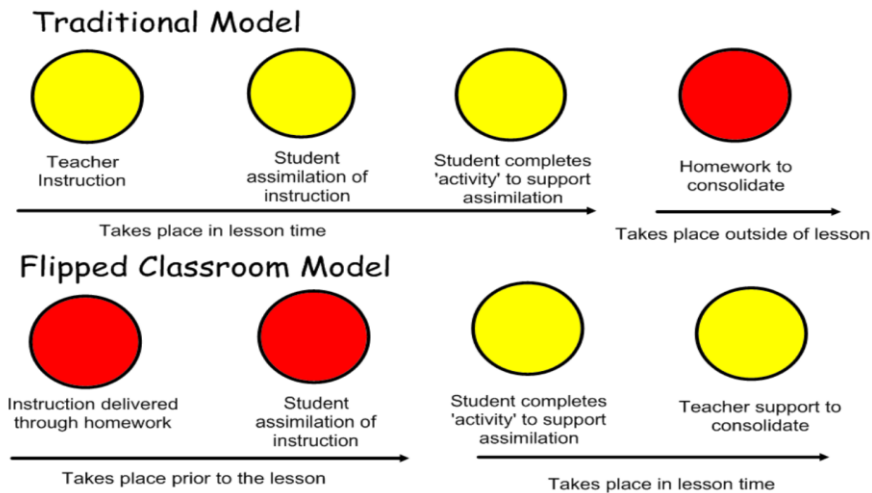 Traditional Model
Teacher
Instruction
Student
assimilation of
instruction
Student completes
'activity' to support
assimilation
Homework to
consolidate
Takes place in lesson time
Takes place outside of lesson
Flipped Classroom Model
Instruction delivered
through homework
Student
assimilation of
instruction
Student completes
'activity' to support
assimilation
Teacher support to
consolidate
Takes place prior to the lesson
Takes place in lesson time